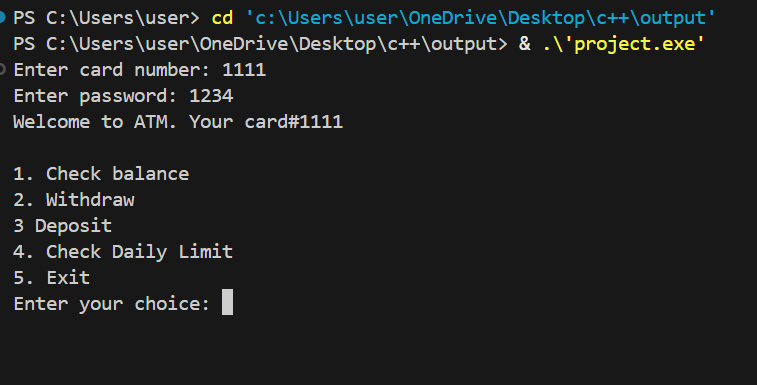 PS C:\Users\user> cd 'c:\Users\user\OneDrive\Desktop\c++\output'
PS C:\Users\user\OneDrive\Desktop\c++\output> & .\'project.exe'
Enter card number: 1111
Enter password: 1234
Welcome to ATM. Your card#1111
1. Check balance
2. Withdraw
3 Deposit
4. Check Daily Limit
5. Exit
Enter your choice: